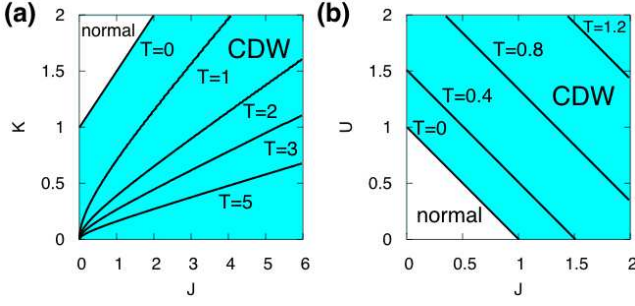 (a)
2
1.5
1
0.5
0
K
normal
T=0
T=1
CDW
T=2
T=3
T=5
0 1 2 3 4 5 6
J
(b)
2
1.5
1
0.5
0
U
T=1.2
T=0.8
CDW
T=0.4
T=0
normal
0 0.5 1 1.5 2
J